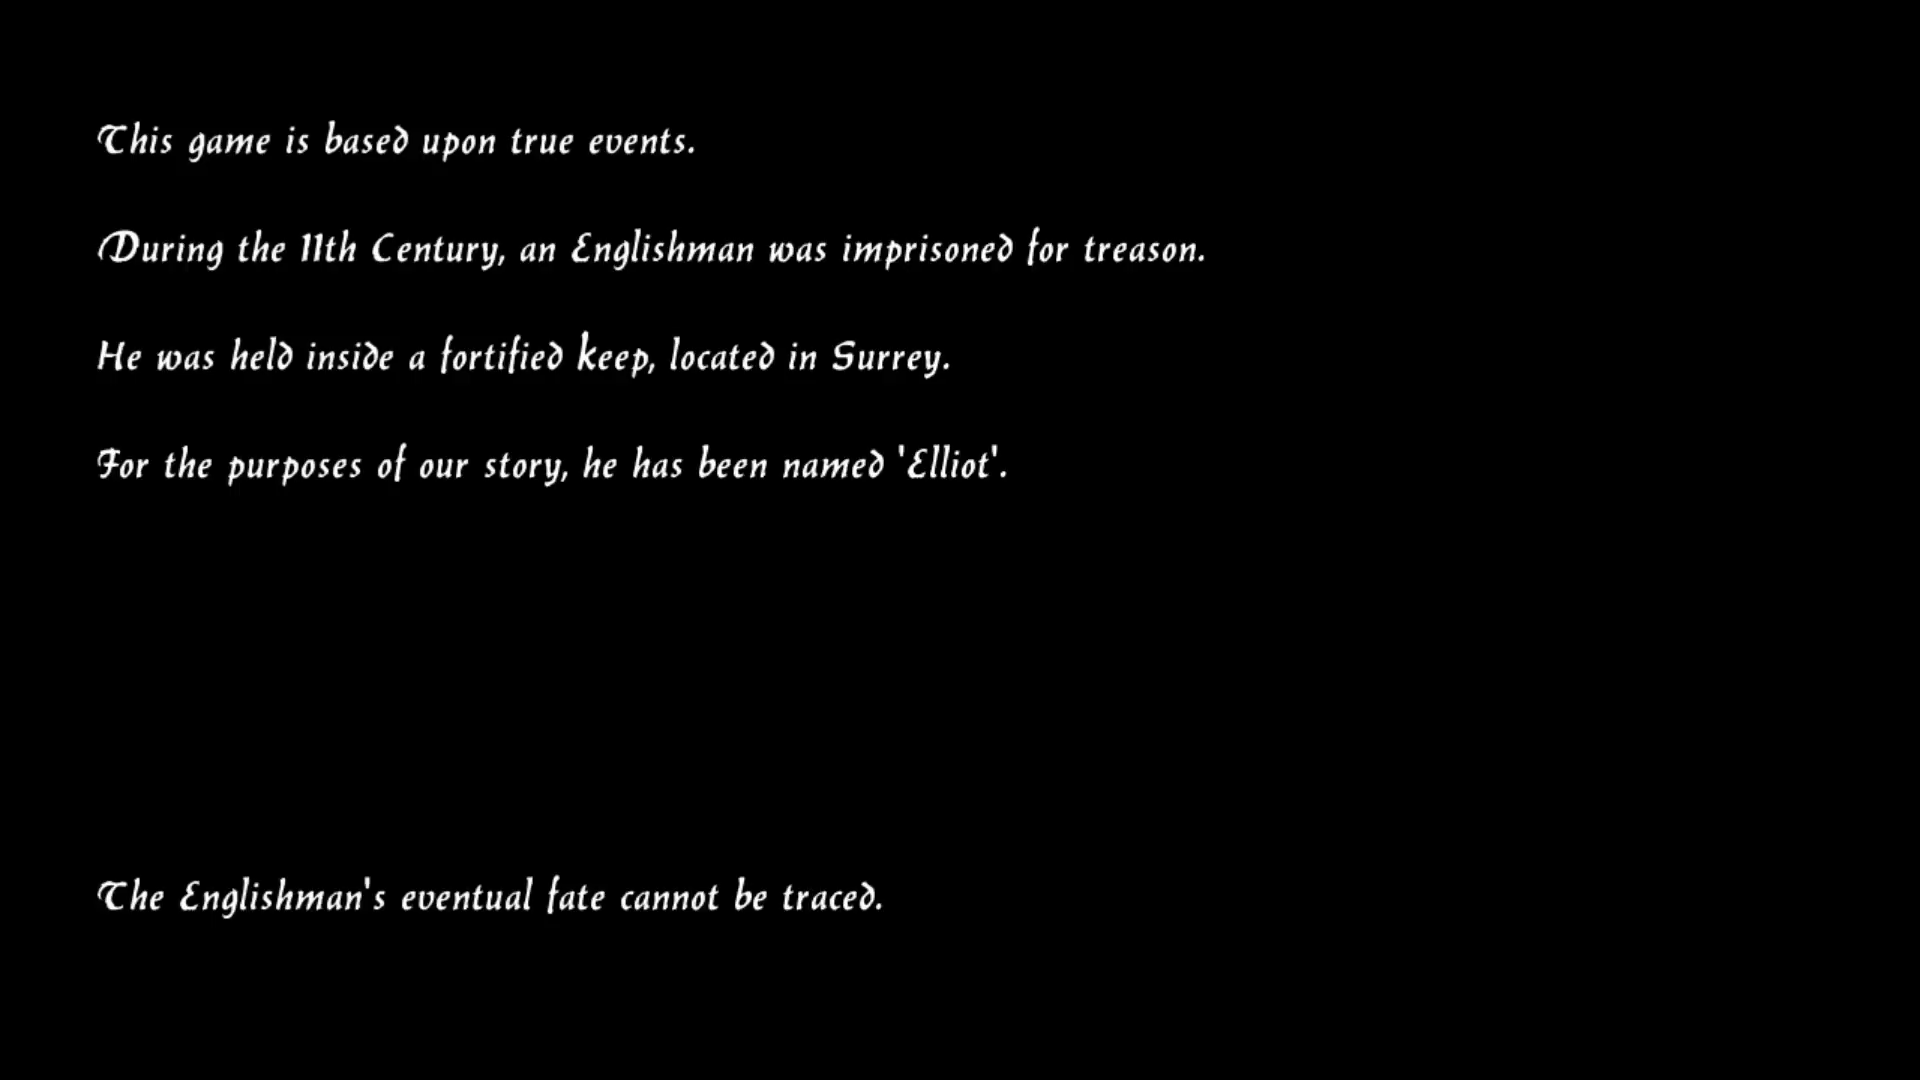 This game is based upon true events.
During the 11th Century, an Englishman was imprisoned for treason.
He was held inside a fortified keep, located in Surrey.
For the purposes of our story, he has been named 'Elliot'.
The Englishman's eventual fate cannot be traced.